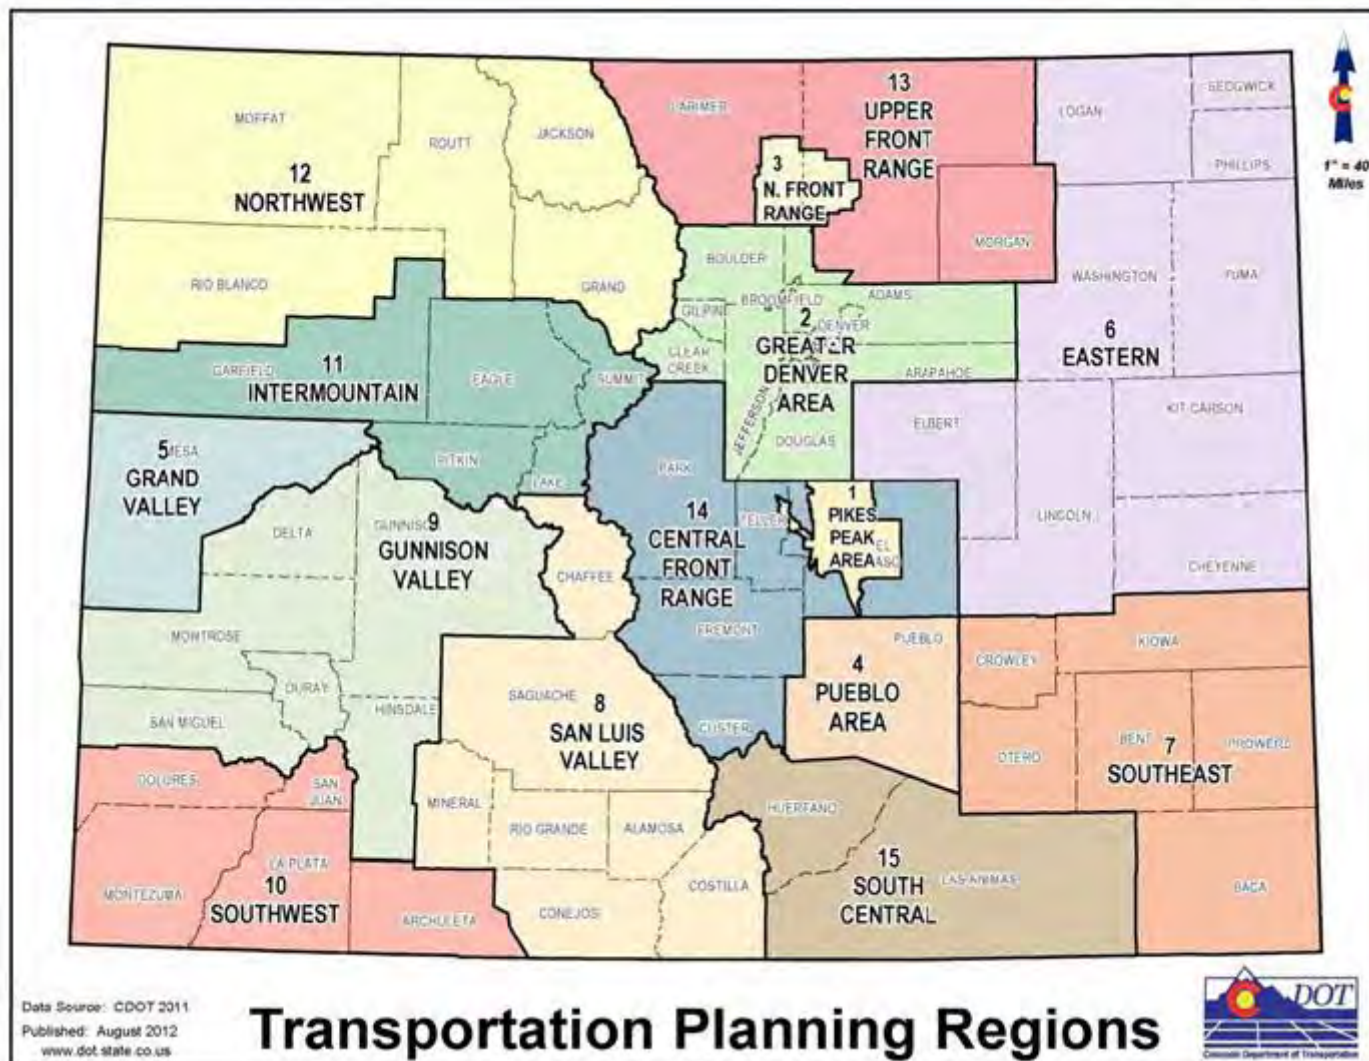 MOFFAT
ROUTT
JACKSON
12
NORTHWEST
RIO BLANCO
GRAND
LARIMER
13
UPPER
FRONT
RANGE
3
N. FRONT
RANGE
MORGAN
LOGAN
SEDGWICK
PHILLIPS
WASHINGTON
YUMA
6
EASTERN
ELBERT
KIT CARSON
LINCOLN
CHEYENNE
1" = 40
Miles
BOULDER
BROOMFIELD
ADAMS
GILPIN
2
DENVER
GREATER
DENVER
AREA
CLEAR
CREEK
ARAPAHOE
JEFFERSON
DOUGLAS
GARFIELD
11
INTERMOUNTAIN
EAGLE
SUMMIT
PITKIN
LAKE
5
MESA
GRAND
VALLEY
DELTA
GUNNISON
9
GUNNISON
VALLEY
MONTROSE
OURAY
SAN MIGUEL
HINSDALE
CHAFFEE
PARK
14
CENTRAL
FRONT
RANGE
TELLER
FREMONT
CUSTER
1
PIKES
PEAK
AREA
EL
PASO
PUEBLO
4
PUEBLO
AREA
CROWLEY
KIOWA
OTERO
BENT
7
SOUTHEAST
PROWERS
BACA
SAGUACHE
8
SAN LUIS
VALLEY
MINERAL
RIO GRANDE
ALAMOSA
CONEJOS
COSTILLA
DOLORES
SAN
JUAN
LA PLATA
10
SOUTHWEST
MONTEZUMA
ARCHULETA
HUERFANO
15
SOUTH
CENTRAL
LAS ANIMAS
Data Source: CDOT 2011
Published: August 2012
www.dot.state.co.us
Transportation Planning Regions
DOT
Colorado Department of Transportation